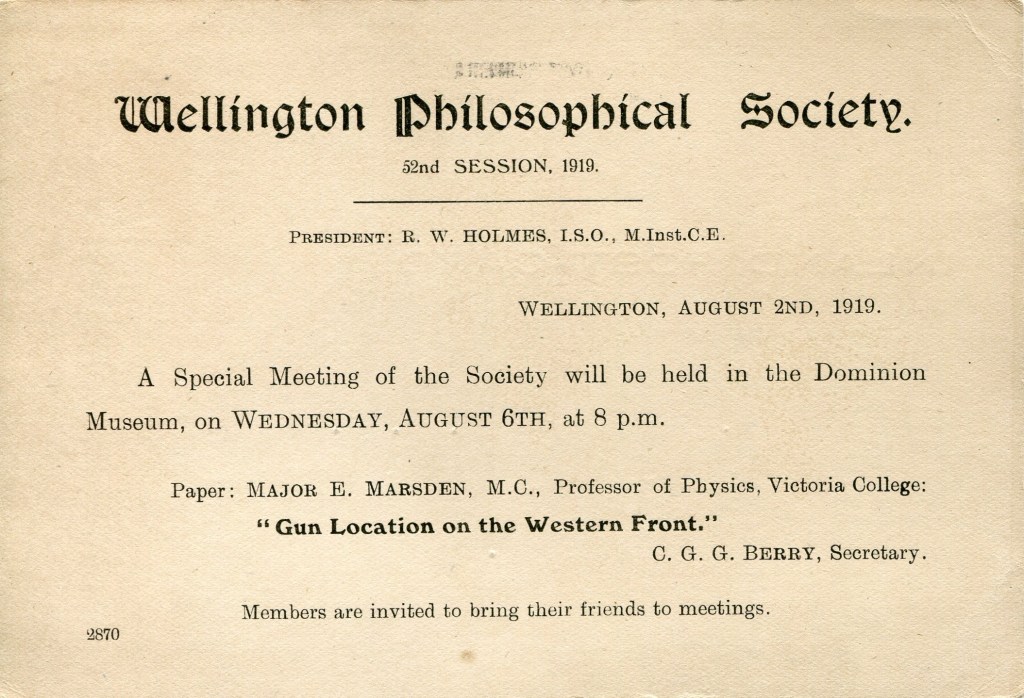 Wellington Philosophical Society.
52nd SESSION, 1919.
PRESIDENT: R. W. HOLMES, I.S.O., M.Inst.C.E.
WELLINGTON, AUGUST 2ND, 1919.
A Special Meeting of the Society will be held in the Dominion
Museum, on WEDNESDAY, AUGUST 6TH, at 8 p.m.
Paper: MAJOR E. MARSDEN, M.C., Professor of Physics, Victoria College:
"Gun Location on the Western Front."
C. G. G. BERRY, Secretary.
Members are invited to bring their friends to meetings.
2870